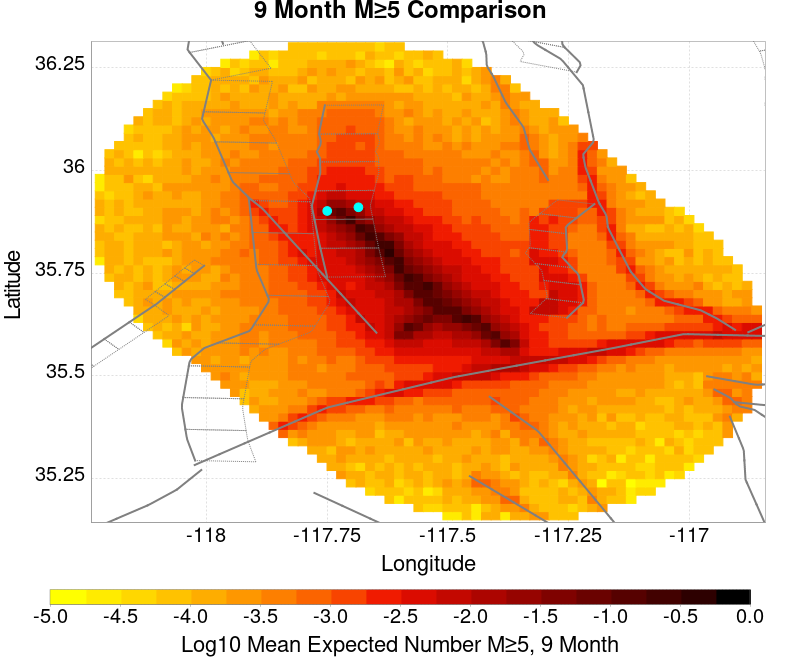 9 Month M≥5 Comparison
36.25
36
35.75
35.5
35.25
Latitude
-118 -117.75 -117.5 -117.25 -117
Longitude
-5.0 -4.5 -4.0 -3.5 -3.0 -2.5 -2.0 -1.5 -1.0 -0.5 0.0
Log10 Mean Expected Number M≥5, 9 Month